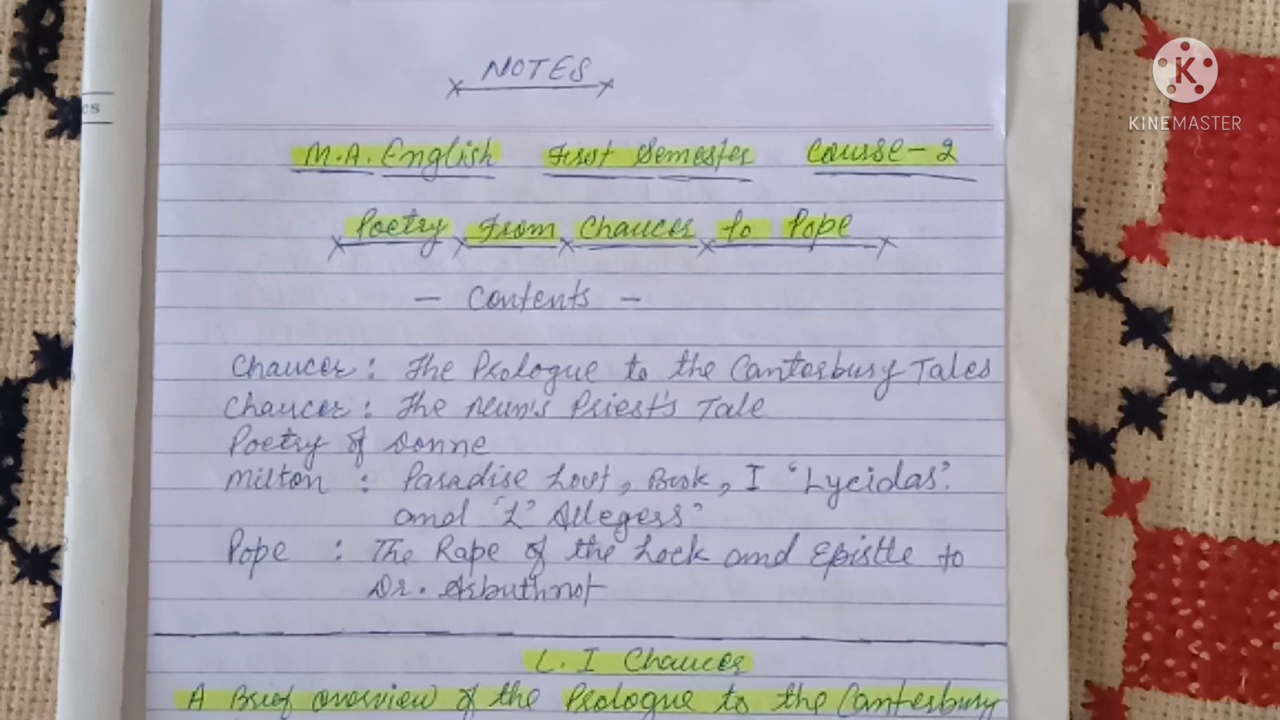 NOTES
M.A. English First Semester Course-2
Poetry From Chaucer to Pope
- Contents -
Chaucer : The Prologue to the Canterbury Tales
Chaucer : The Nun's Priest's Tale
Poetry of Donne
Milton : Paradise Lost, Book, I "Lycidas".
and "L' Allegers"
Pope : The Rape of the Lock and Epistle to
Dr. Arbuthnot
L. I Chaucer
A Brief overview of the Prologue to the Canterbury
es
K
KINEMASTER